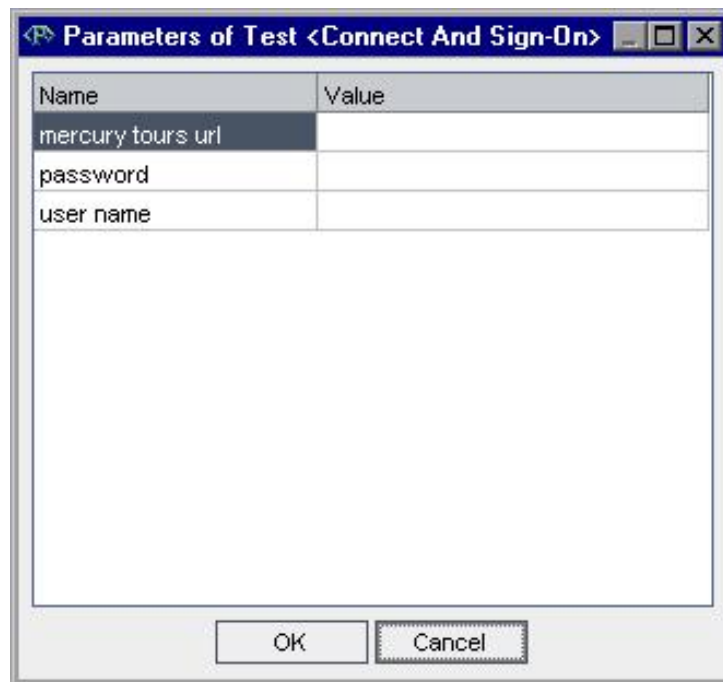 Parameters of Test <Connect And Sign-On>
Name Value
mercury tours url
password
user name
OK Cancel